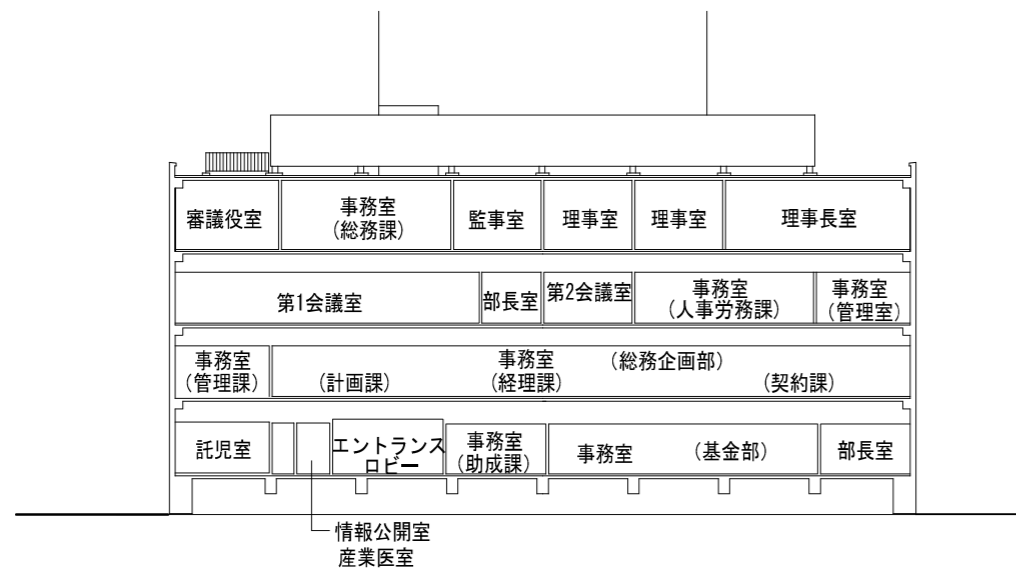 審議役室
事務室
(総務課)
監事室
理事室
理事室
理事長室
第1会議室
部長室
第2会議室
事務室
(人事労務課)
事務室
(管理室)
事務室
(管理課)
事務室 (総務企画部)
(計画課) (経理課) (契約課)
託児室
エントランス
ロビー
事務室
(助成課)
事務室 (基金部)
部長室
情報公開室
産業医室